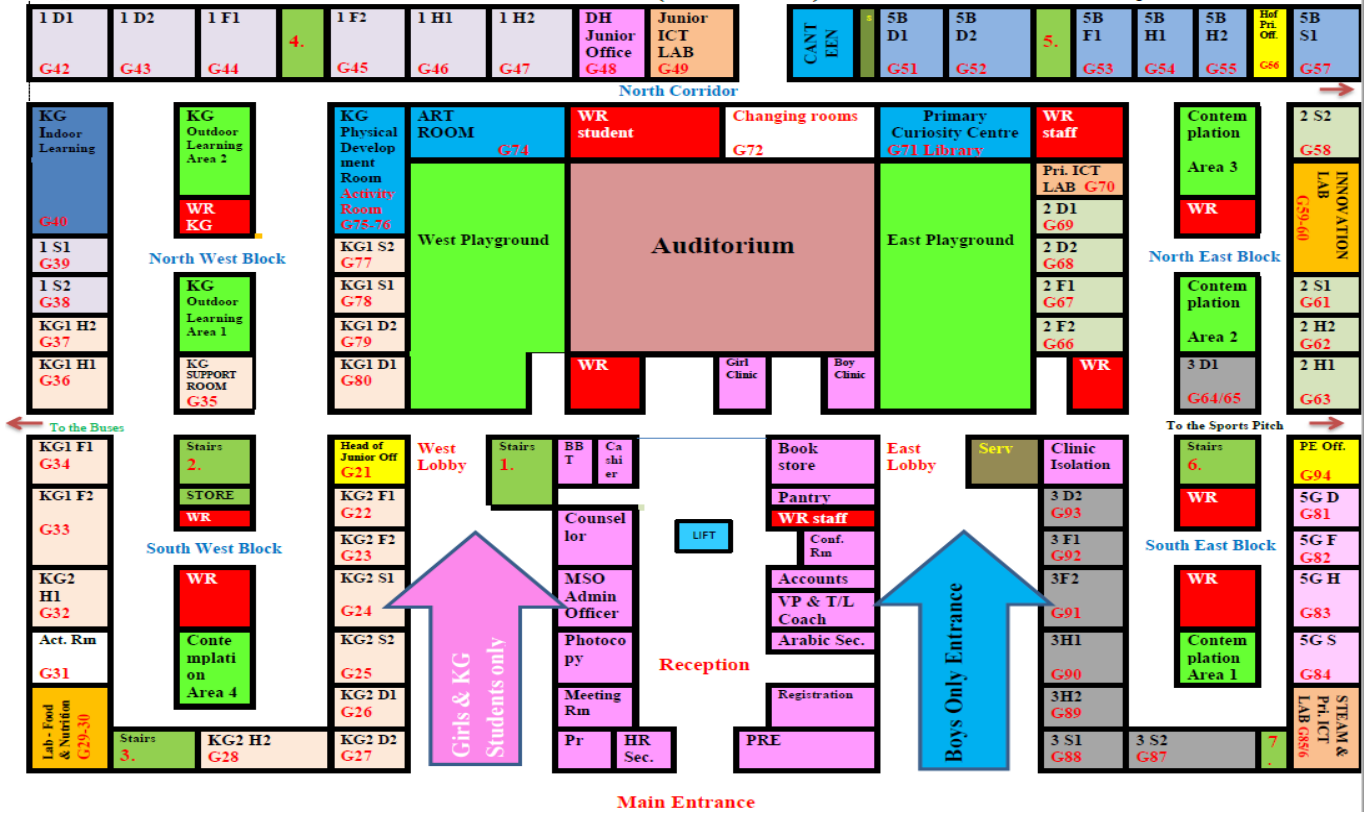 1 D1
G42
1 D2
G43
1 F1
G44
4.
1 F2
G45
1 H1
G46
1 H2
G47
DH
Junior
Office
G48
Junior
ICT
LAB
G49
CANT
EEN
s
5B
D1
G51
5B
D2
G52
5.
5B
F1
G53
5B
H1
G54
5B
H2
G55
Hof
Pri.
Off.
G56
5B
S1
G57
North Corridor
KG
Indoor
Learning
G40
KG
Outdoor
Learning
Area 2
WR
KG
KG
Physical
Develop
ment
Room
Activity
Room
G75-76
ART
ROOM
G74
WR
student
Changing rooms
G72
Primary
Curiosity Centre
G71 Library
WR
staff
Contem
plation
Area 3
WR
2 S2
G58
INNOVATION
LAB
G59-60
Pri. ICT
LAB G70
2 D1
G69
2 D2
G68
2 F1
G67
2 F2
G66
WR
1 S1
G39
1 S2
G38
KG1 H2
G37
KG1 H1
G36
North West Block
KG
Outdoor
Learning
Area 1
KG
SUPPORT
ROOM
G35
KG1 S2
G77
KG1 S1
G78
KG1 D2
G79
KG1 D1
G80
West Playground
Auditorium
East Playground
WR
Girl
Clinic
Boy
Clinic
North East Block
Contem
plation
Area 2
3 D1
G64/65
2 S1
G61
2 H2
G62
2 H1
G63
To the Buses
To the Sports Pitch
KG1 F1
G34
KG1 F2
G33
KG2
H1
G32
Act. Rm
G31
Lab - Food
& Nutrition
G29-30
Stairs
2.
STORE
WR
South West Block
WR
Conte
mplati
on
Area 4
Stairs
3.
KG2 H2
G28
Head of
Junior Off
G21
KG2 F1
G22
KG2 F2
G23
KG2 S1
G24
KG2 S2
G25
KG2 D1
G26
KG2 D2
G27
West
Lobby
Stairs
1.
Girls & KG
Students only
BB
T
Ca
shi
er
Counsel
lor
MSO
Admin
Officer
Photoco
py
Meeting
Rm
Pr
HR
Sec.
LIFT
Reception
Book
store
Pantry
WR staff
Conf.
Rm
Accounts
VP & T/L
Coach
Arabic Sec.
Registration
PRE
East
Lobby
Serv
Boys Only Entrance
Clinic
Isolation
3 D2
G93
3 F1
G92
3F2
G91
3H1
G90
3H2
G89
3 S1
G88
3 S2
G87
Stairs
6.
WR
South East Block
WR
Contem
plation
Area 1
7
.
PE Off.
G94
5G D
G81
5G F
G82
5G H
G83
5G S
G84
STEAM &
Pri. ICT
LAB G85/6
Main Entrance